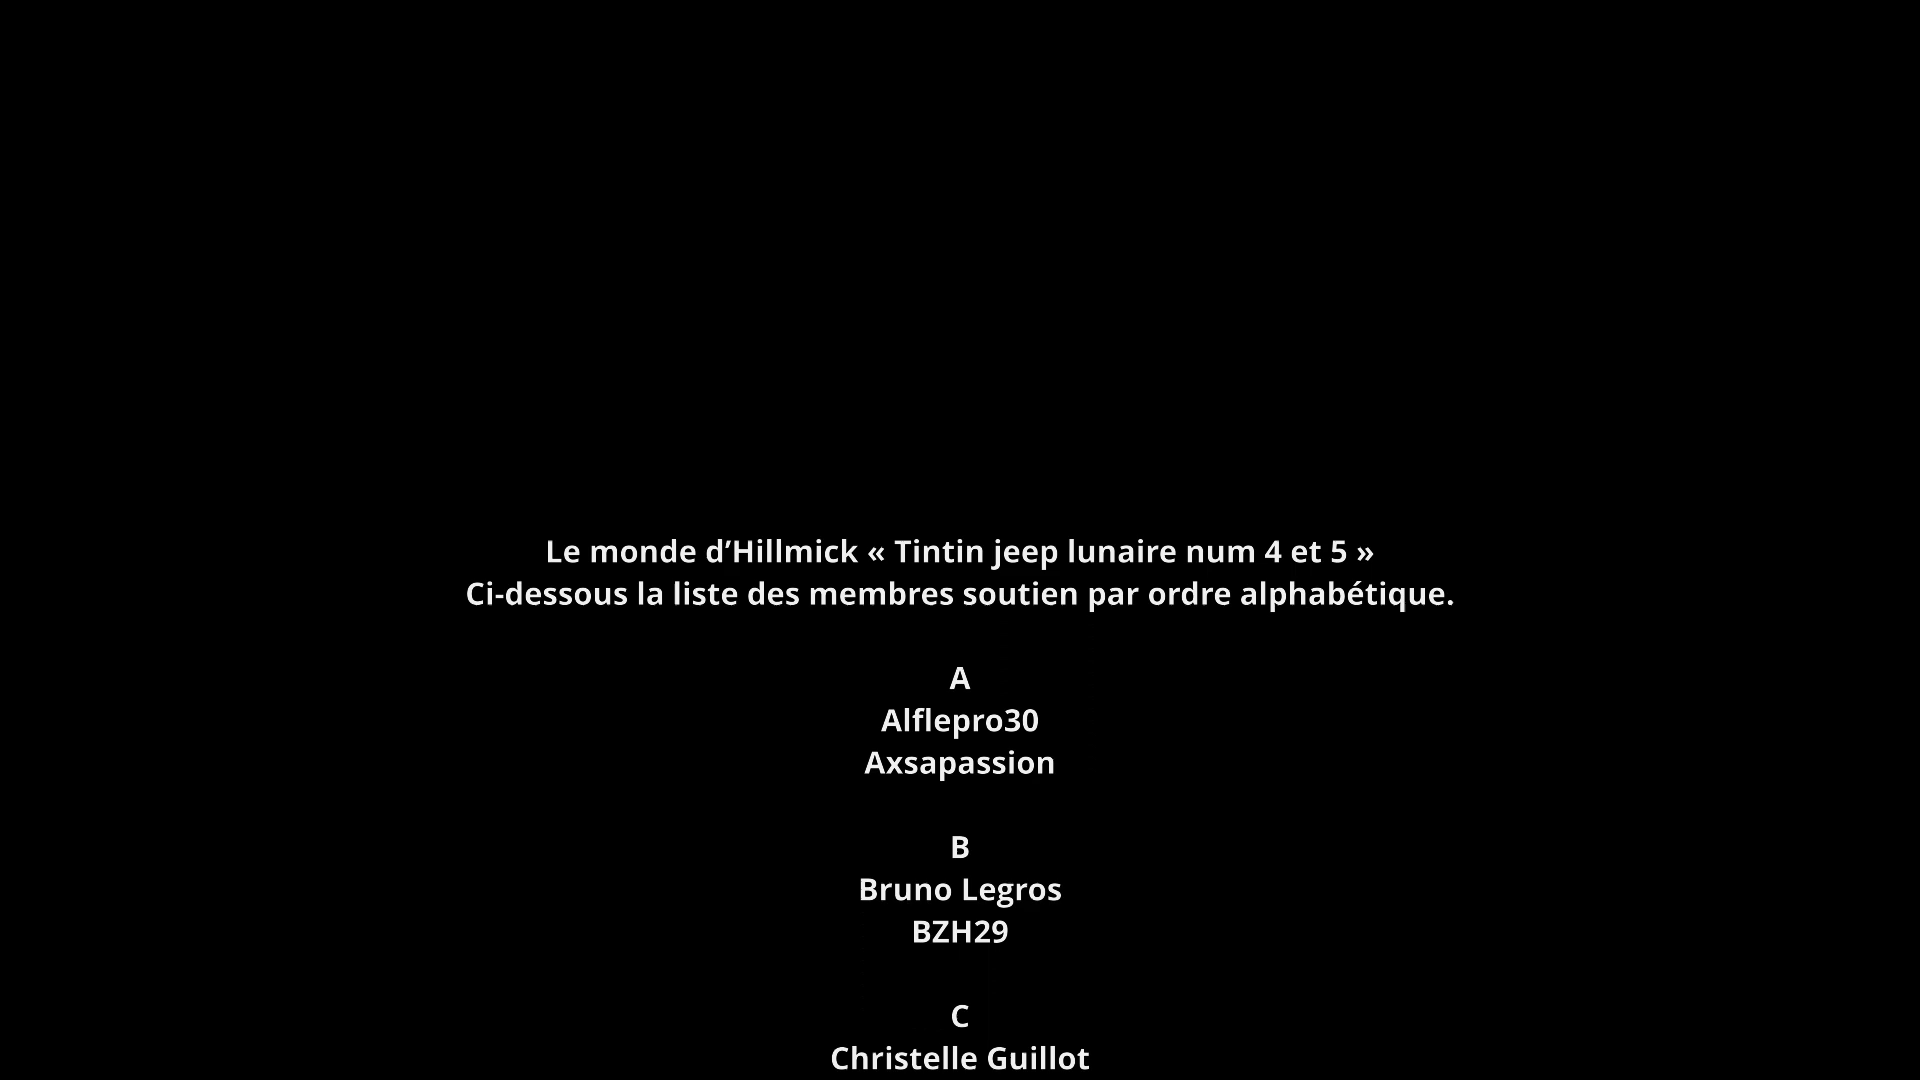 Le monde d’Hillmick « Tintin jeep lunaire num 4 et 5 »
Ci-dessous la liste des membres soutien par ordre alphabétique.
A
Alflepro30
Axsapassion
B
Bruno Legros
BZH29
C
Christelle Guillot